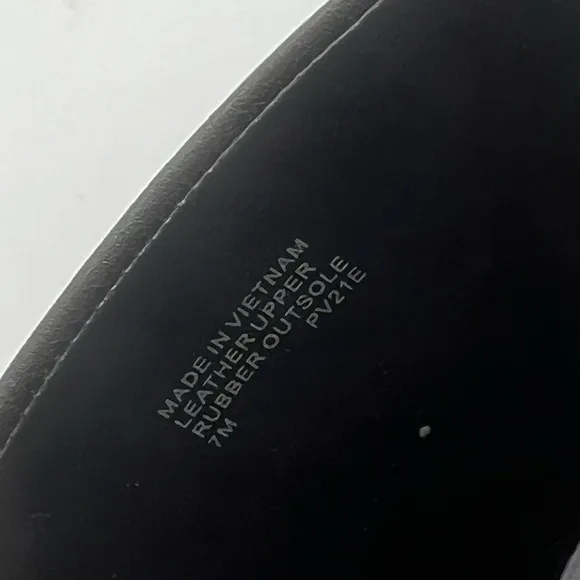 MADE IN VIETNAM
LEATHER UPPER
RUBBER OUTSOLE
7M PV21E